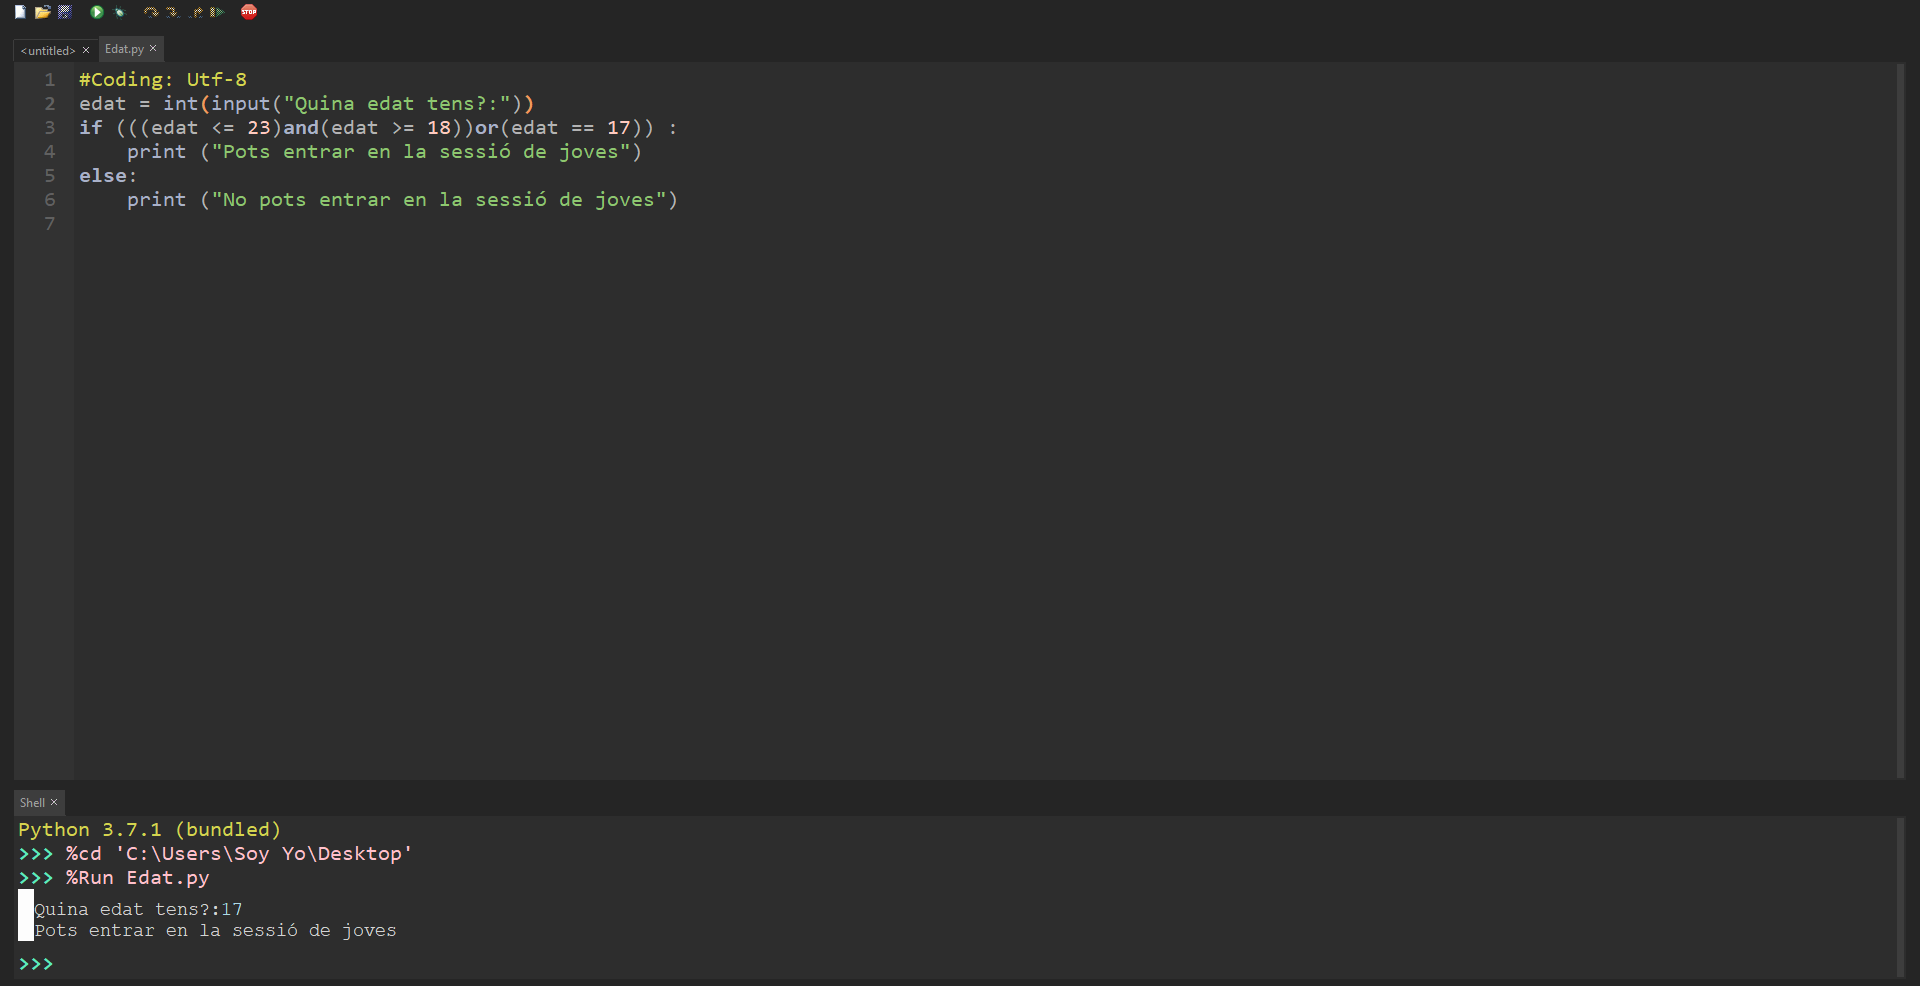 STOP
<untitled> × Edat.py ×
1 #Coding: Utf-8
2 edat = int(input("Quina edat tens?:"))
3 if (((edat <= 23)and(edat >= 18))or(edat == 17)) :
4     print ("Pots entrar en la sessió de joves")
5 else:
6     print ("No pots entrar en la sessió de joves")
7
Shell ×
Python 3.7.1 (bundled)
>>> %cd 'C:\Users\Soy Yo\Desktop'
>>> %Run Edat.py
Quina edat tens?:17
Pots entrar en la sessió de joves
>>>